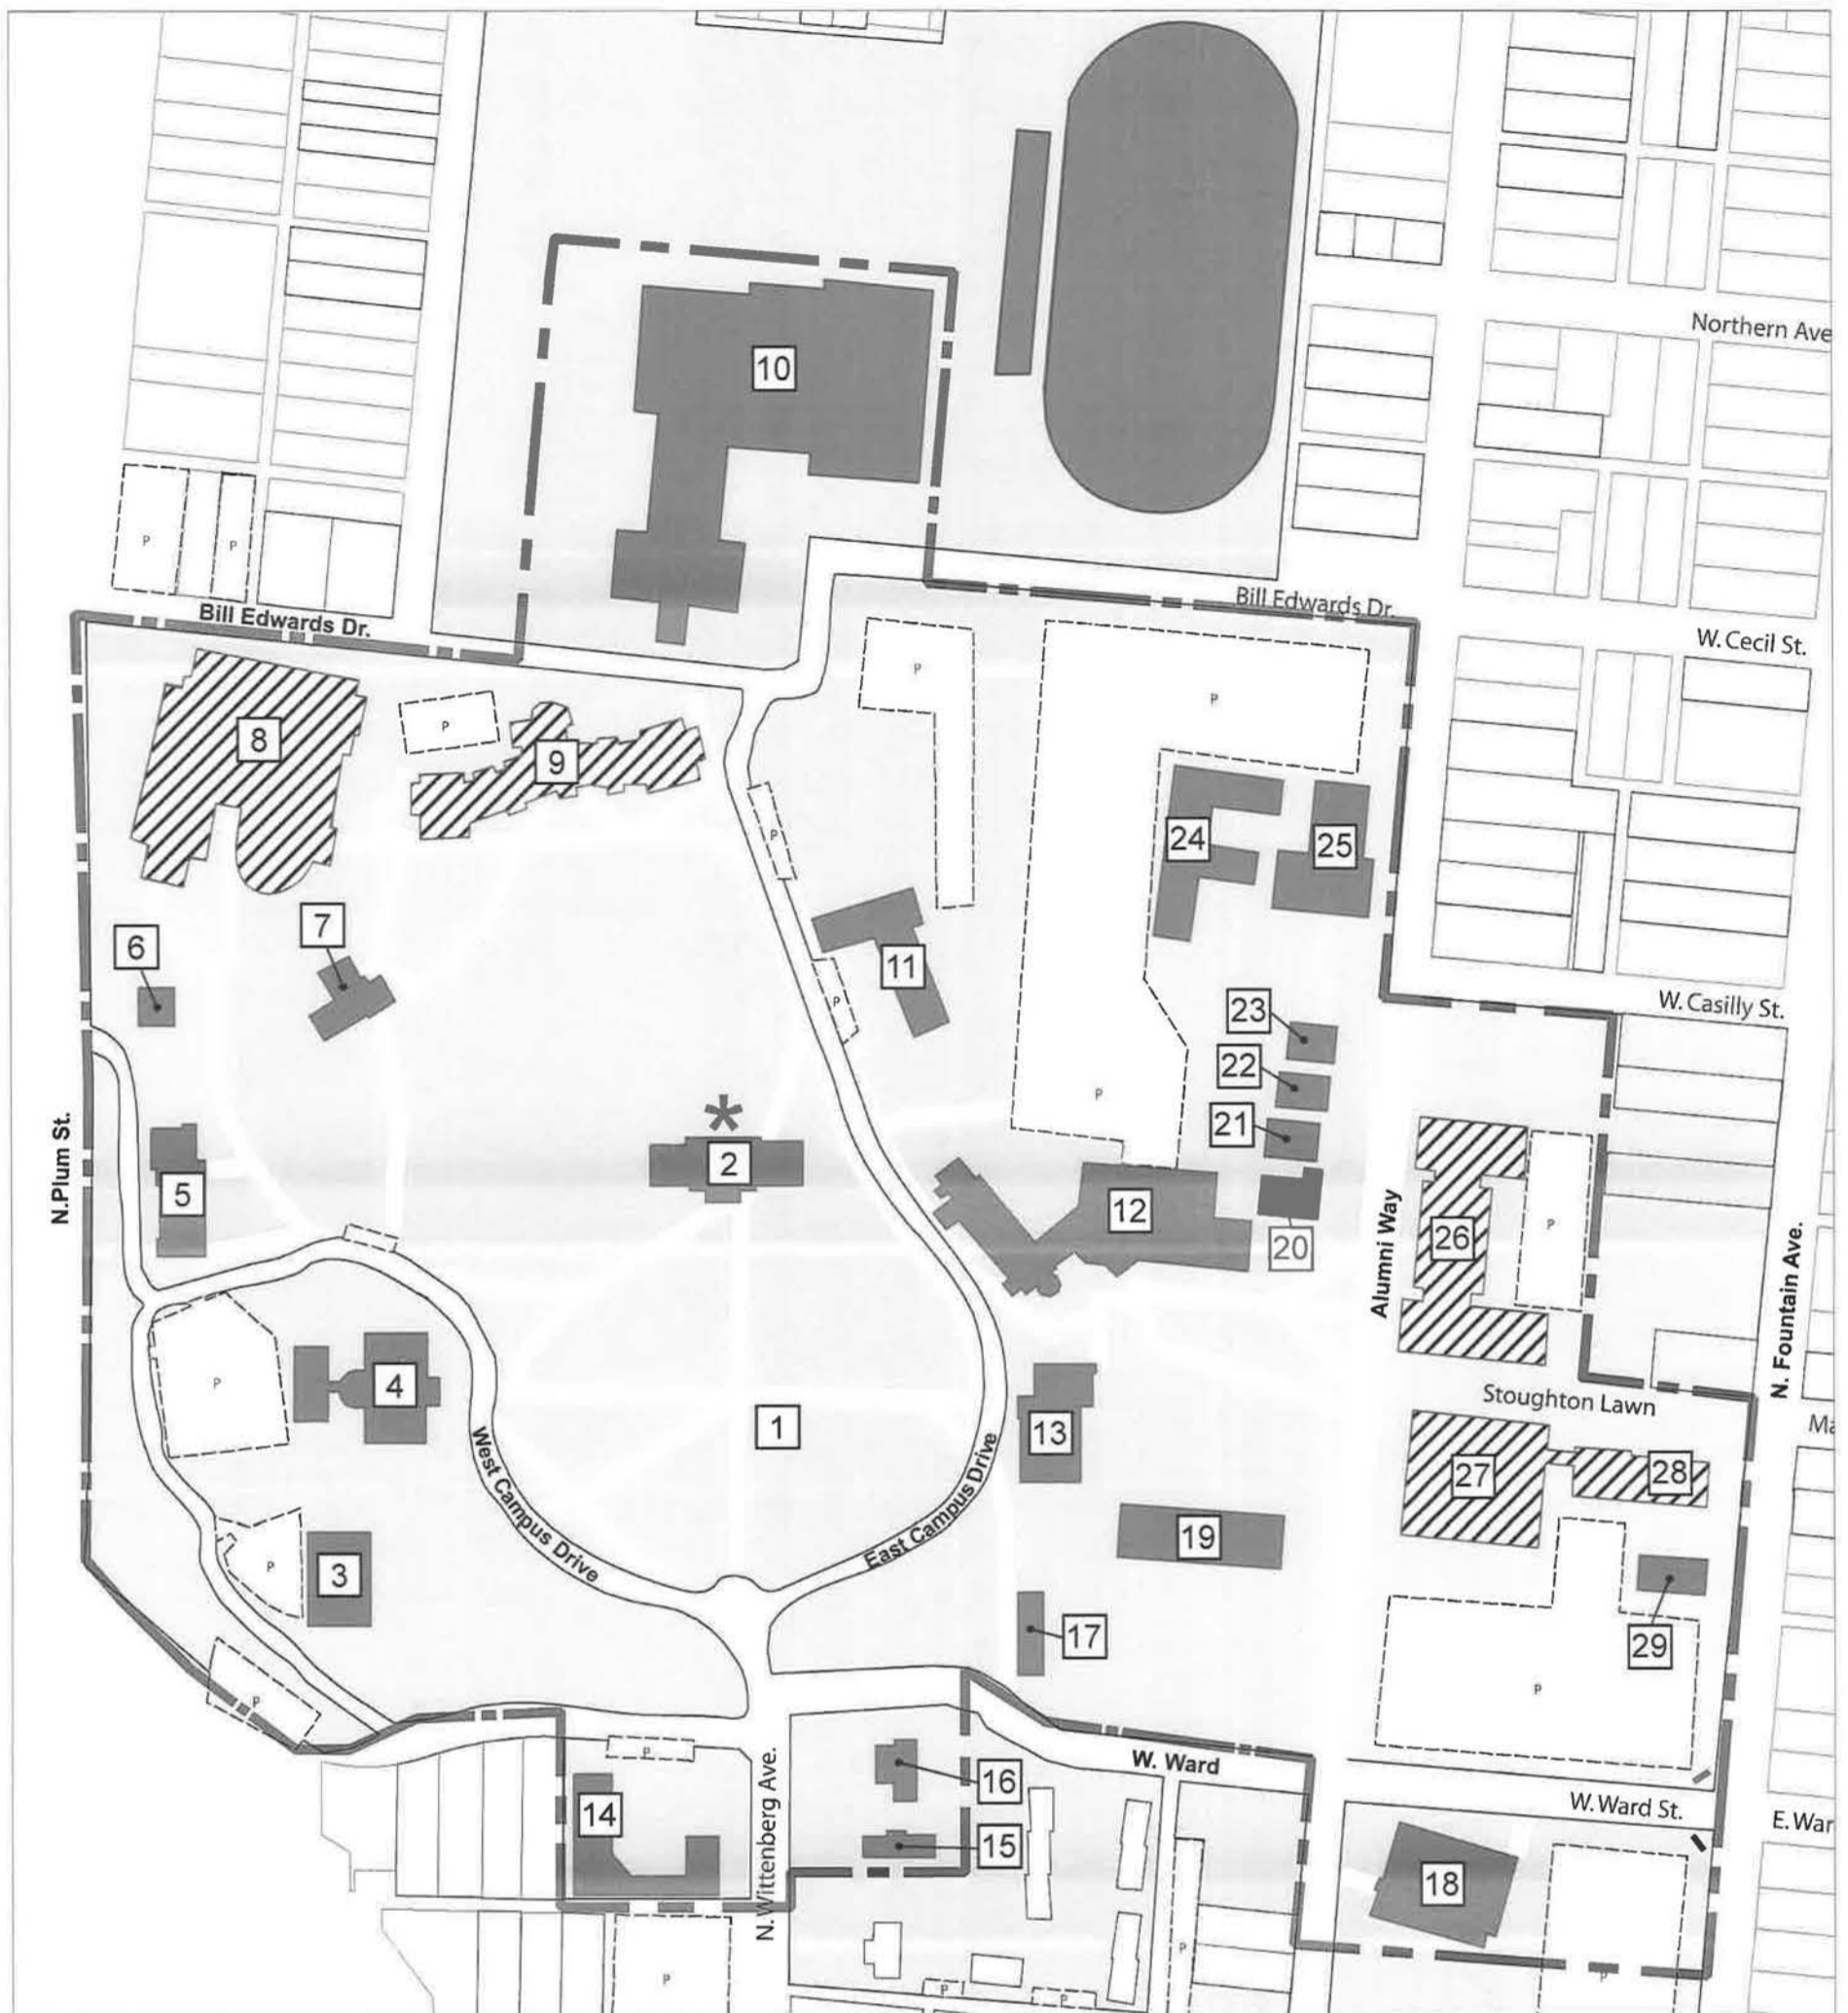 Northern Ave
10
P
P
Bill Edwards Dr.
Bill Edwards Dr.
W. Cecil St.
P
P
P
8
9
P
24
25
6
7
11
P
W. Casilly St.
23
22
21
P
N. Plum St.
*
2
5
12
20
Alumni Way
26
P
N. Fountain Ave.
P
4
1
13
Stoughton Lawn
Ma
West Campus Drive
East Campus Drive
27
28
19
3
P
17
29
P
P
P
14
N. Wittenberg Ave.
16
15
W. Ward
W. Ward St.
E. War
18
P
P
P
P
P